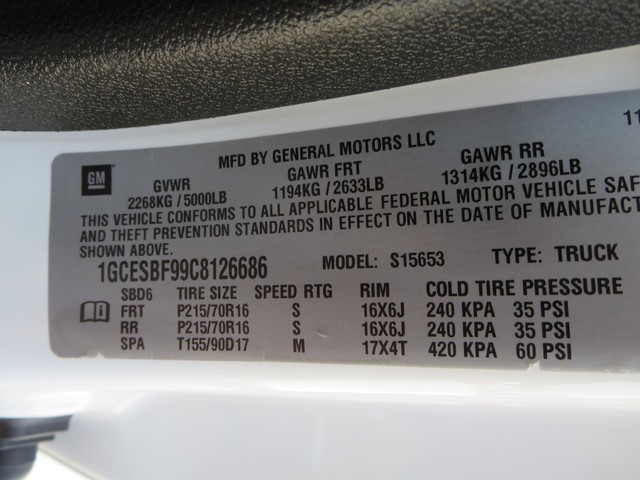 11
MFD BY GENERAL MOTORS LLC
GM
GVWR GAWR FRT GAWR RR
2268KG / 5000LB 1194KG / 2633LB 1314KG / 2896LB
THIS VEHICLE CONFORMS TO ALL APPLICABLE FEDERAL MOTOR VEHICLE SAF
AND THEFT PREVENTION STANDARDS IN EFFECT ON THE DATE OF MANUFACT
SHOWN ABOVE.
1GCESBF99C8126686 MODEL: S15653 TYPE: TRUCK
SBD6 TIRE SIZE SPEED RTG RIM COLD TIRE PRESSURE
FRT P215/70R16 S 16X6J 240 KPA 35 PSI
RR P215/70R16 S 16X6J 240 KPA 35 PSI
SPA T155/90D17 M 17X4T 420 KPA 60 PSI